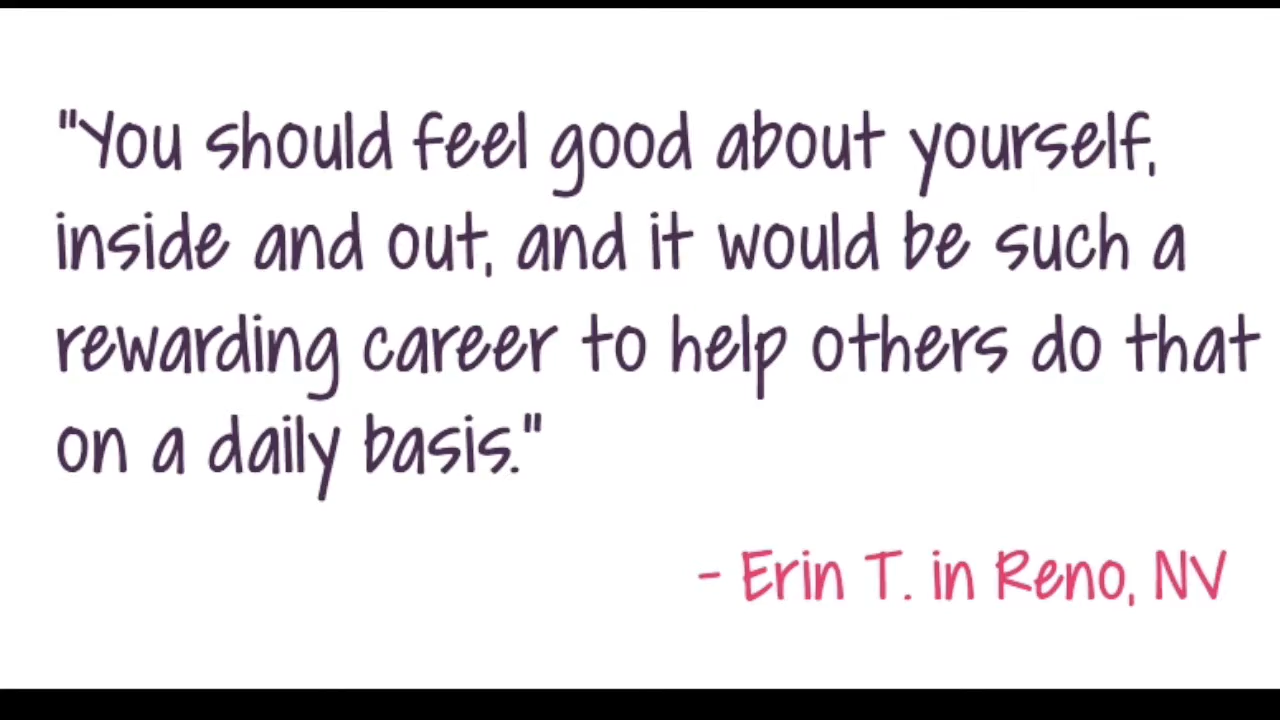 "You should feel good about yourself,
inside and out, and it would be such a
rewarding career to help others do that
on a daily basis."
- Erin T. in Reno, NV